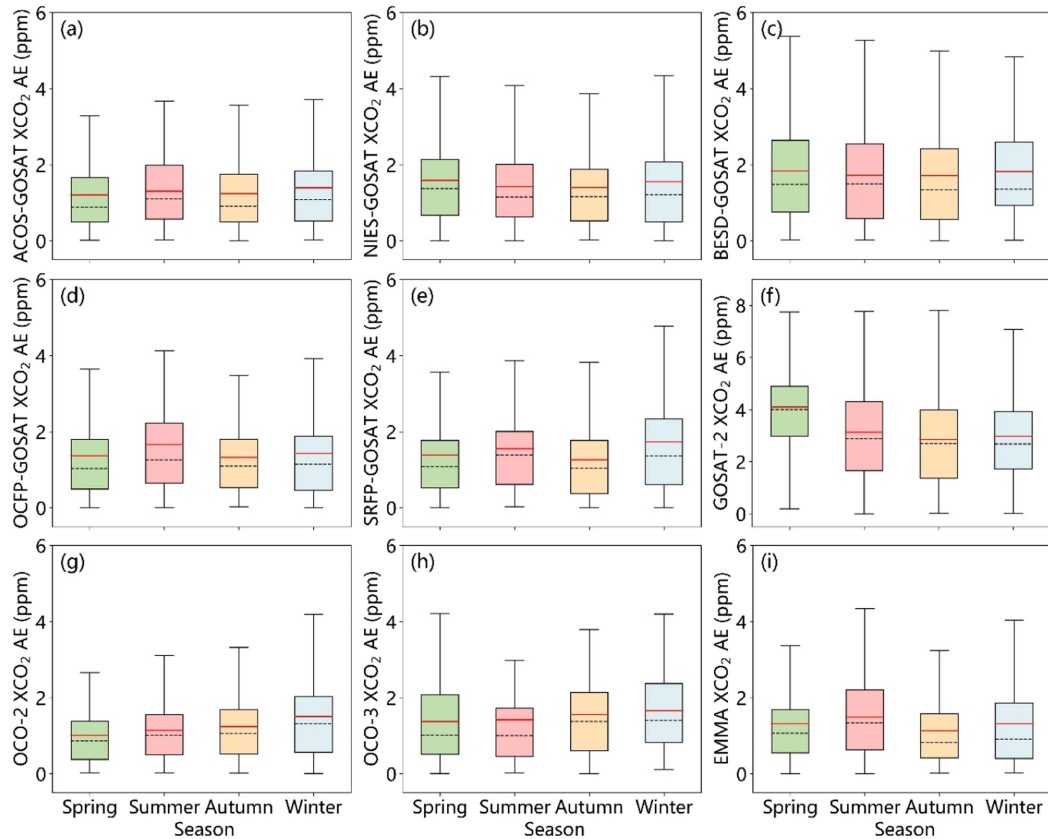 (a)
ACOS-GOSAT XCO₂ AE (ppm)
6
4
2
0
(b)
NIES-GOSAT XCO₂ AE (ppm)
6
4
2
0
(c)
BESD-GOSAT XCO₂ AE (ppm)
6
4
2
0
(d)
OCFP-GOSAT XCO₂ AE (ppm)
6
4
2
0
(e)
SRFP-GOSAT XCO₂ AE (ppm)
6
4
2
0
(f)
GOSAT-2 XCO₂ AE (ppm)
8
6
4
2
0
(g)
OCO-2 XCO₂ AE (ppm)
6
4
2
0
Spring Summer Autumn Winter
Season
(h)
OCO-3 XCO₂ AE (ppm)
6
4
2
0
Spring Summer Autumn Winter
Season
(i)
EMMA XCO₂ AE (ppm)
6
4
2
0
Spring Summer Autumn Winter
Season